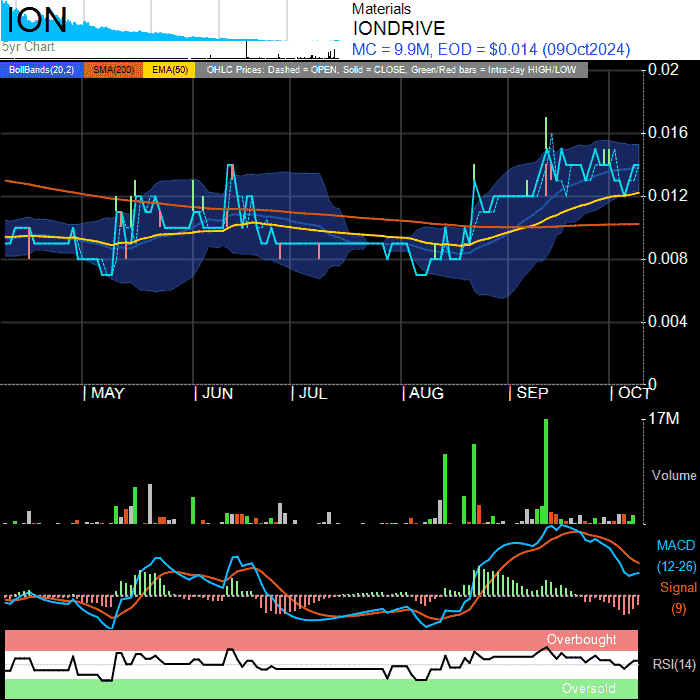 ION
5yr Chart
Materials
IONDRIVE
MC = 9.9M, EOD = $0.014 (09Oct2024)
BollBands(20,2) SMA(200) EMA(50) OHLC Prices: Dashed = OPEN, Solid = CLOSE, Green/Red bars = Intra-day HIGH/LOW
0.02
0.016
0.012
0.008
0.004
0
MAY JUN JUL AUG SEP OCT
17M
Volume
MACD
(12-26)
Signal
(9)
Overbought
RSI(14)
Oversold